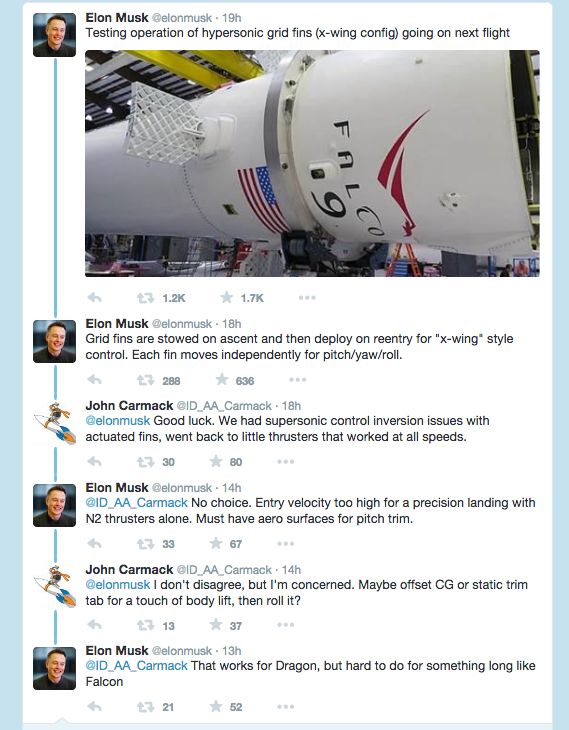 Elon Musk @elonmusk · 19h
Testing operation of hypersonic grid fins (x-wing config) going on next flight
FALCO
9
1.2K 1.7K
Elon Musk @elonmusk · 18h
Grid fins are stowed on ascent and then deploy on reentry for "x-wing" style
control. Each fin moves independently for pitch/yaw/roll.
288 636
John Carmack @ID_AA_Carmack · 18h
@elonmusk Good luck. We had supersonic control inversion issues with
actuated fins, went back to little thrusters that worked at all speeds.
30 80
Elon Musk @elonmusk · 14h
@ID_AA_Carmack No choice. Entry velocity too high for a precision landing with
N2 thrusters alone. Must have aero surfaces for pitch trim.
33 67
John Carmack @ID_AA_Carmack · 14h
@elonmusk I don't disagree, but I'm concerned. Maybe offset CG or static trim
tab for a touch of body lift, then roll it?
13 37
Elon Musk @elonmusk · 13h
@ID_AA_Carmack That works for Dragon, but hard to do for something long like
Falcon
21 52